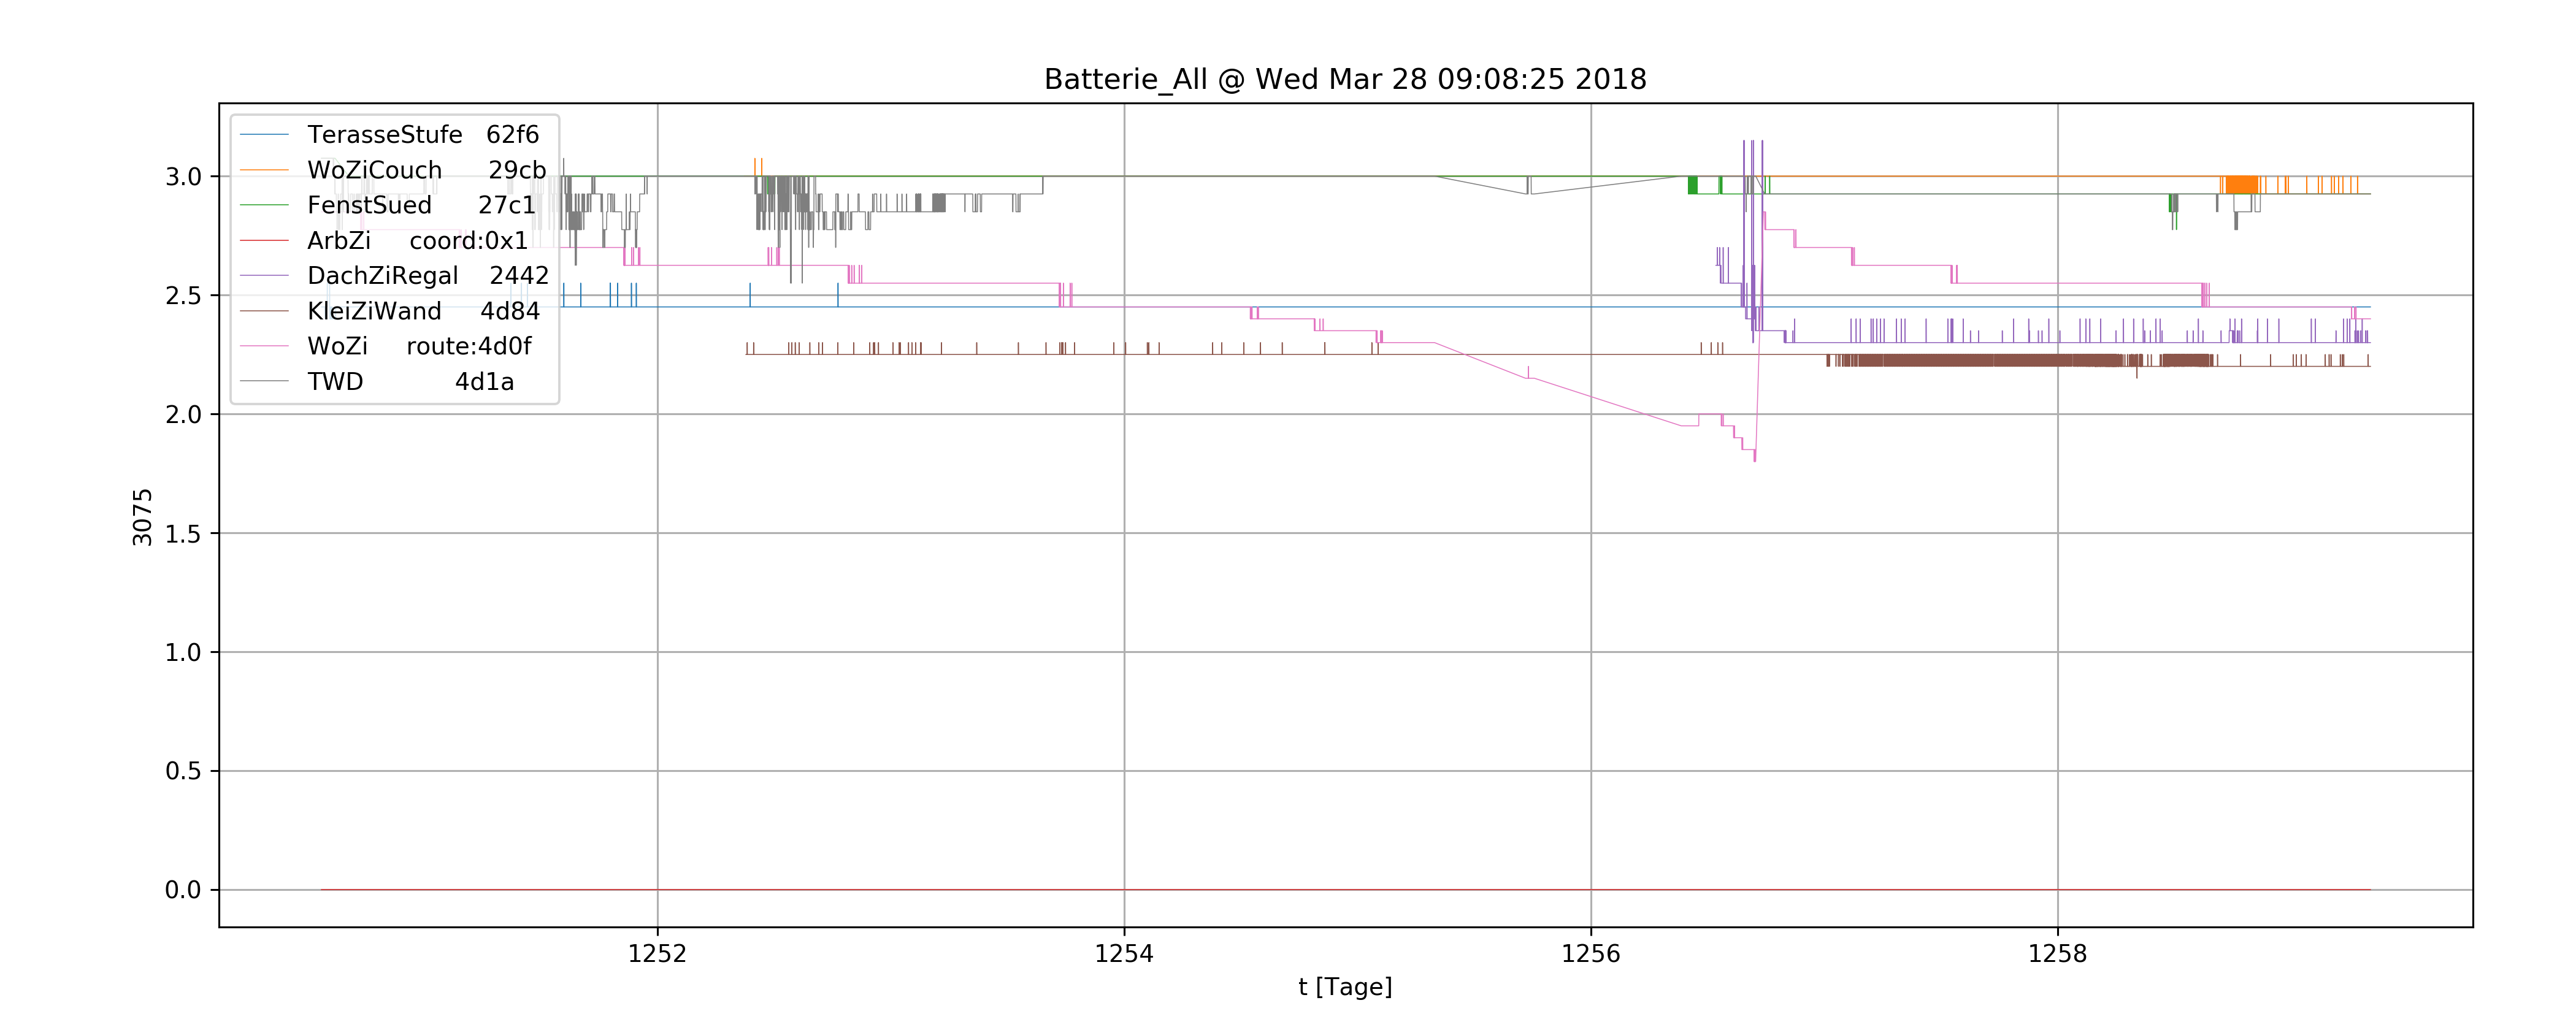 Batterie_All @ Wed Mar 28 09:08:25 2018
TerasseStufe 62f6
WoZiCouch 29cb
FenstSued 27c1
ArbZi coord:0x1
DachZiRegal 2442
KleiZiWand 4d84
WoZi route:4d0f
TWD 4d1a
3.0
2.5
2.0
1.5
1.0
0.5
0.0
3075
1252 1254 1256 1258
t [Tage]